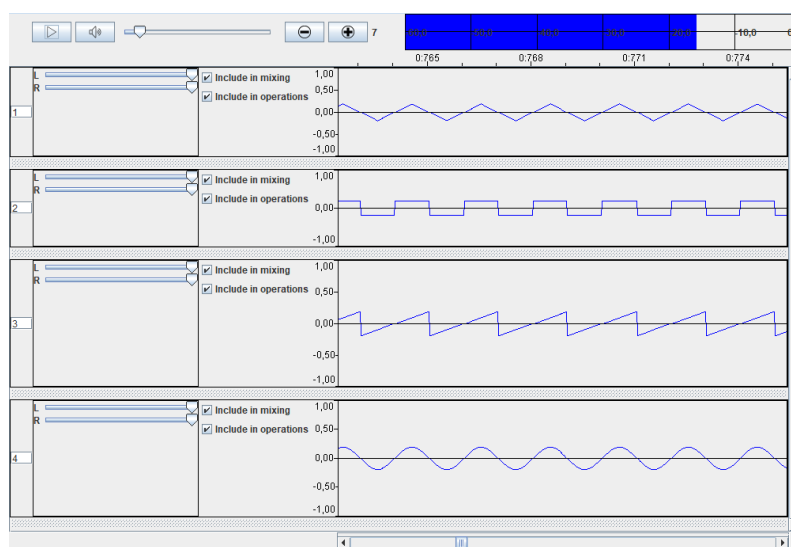 7
-60,0 -50,0 -40,0 -30,0 -20,0 -10,0
0:765 0:768 0:771 0:774
1
L
R
Include in mixing
Include in operations
1,00
0,50-
0,00-
-0,50-
-1,00
2
L
R
Include in mixing
Include in operations
1,00
0,00-
-1,00
3
L
R
Include in mixing
Include in operations
1,00
0,50-
0,00-
-0,50-
-1,00
4
L
R
Include in mixing
Include in operations
1,00
0,50-
0,00-
-0,50-
-1,00